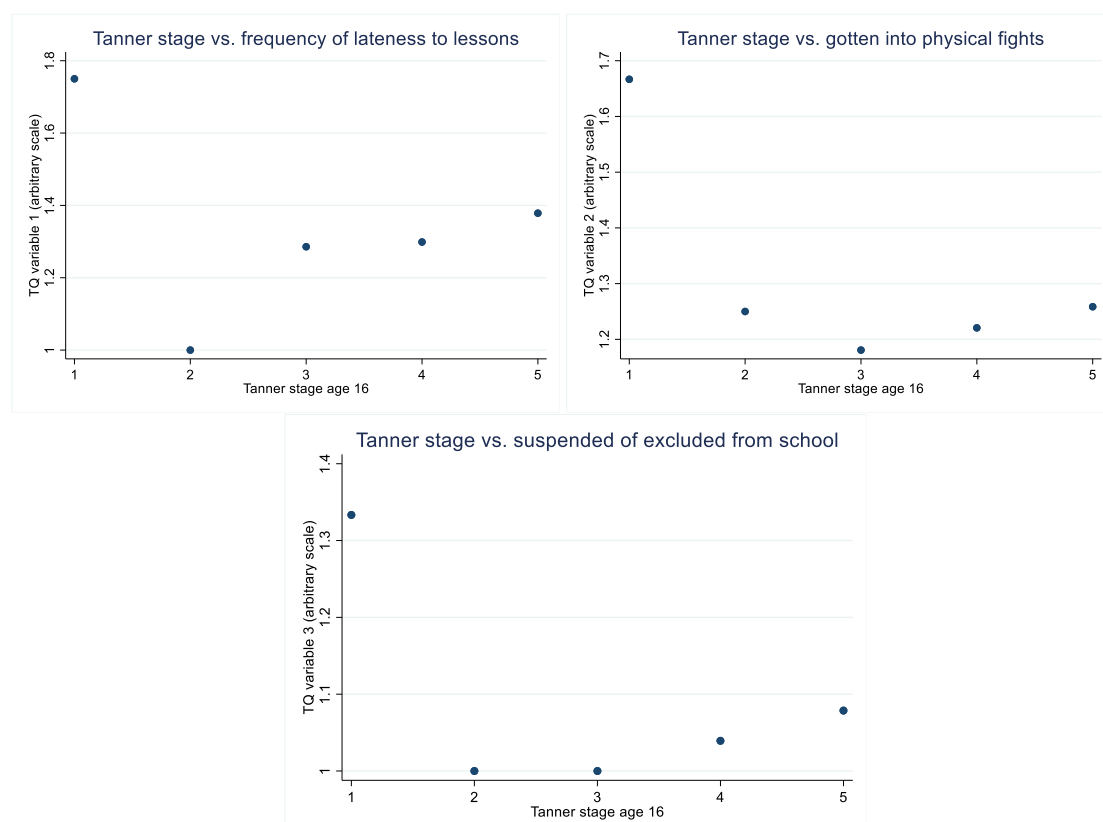 Tanner stage vs. frequency of lateness to lessons
TQ variable 1 (arbitrary scale)
1.8
1.6
1.4
1.2
1
1 2 3 4 5
Tanner stage age 16
Tanner stage vs. gotten into physical fights
TQ variable 2 (arbitrary scale)
1.7
1.6
1.5
1.4
1.3
1.2
1 2 3 4 5
Tanner stage age 16
Tanner stage vs. suspended of excluded from school
TQ variable 3 (arbitrary scale)
1.4
1.3
1.2
1.1
1
1 2 3 4 5
Tanner stage age 16